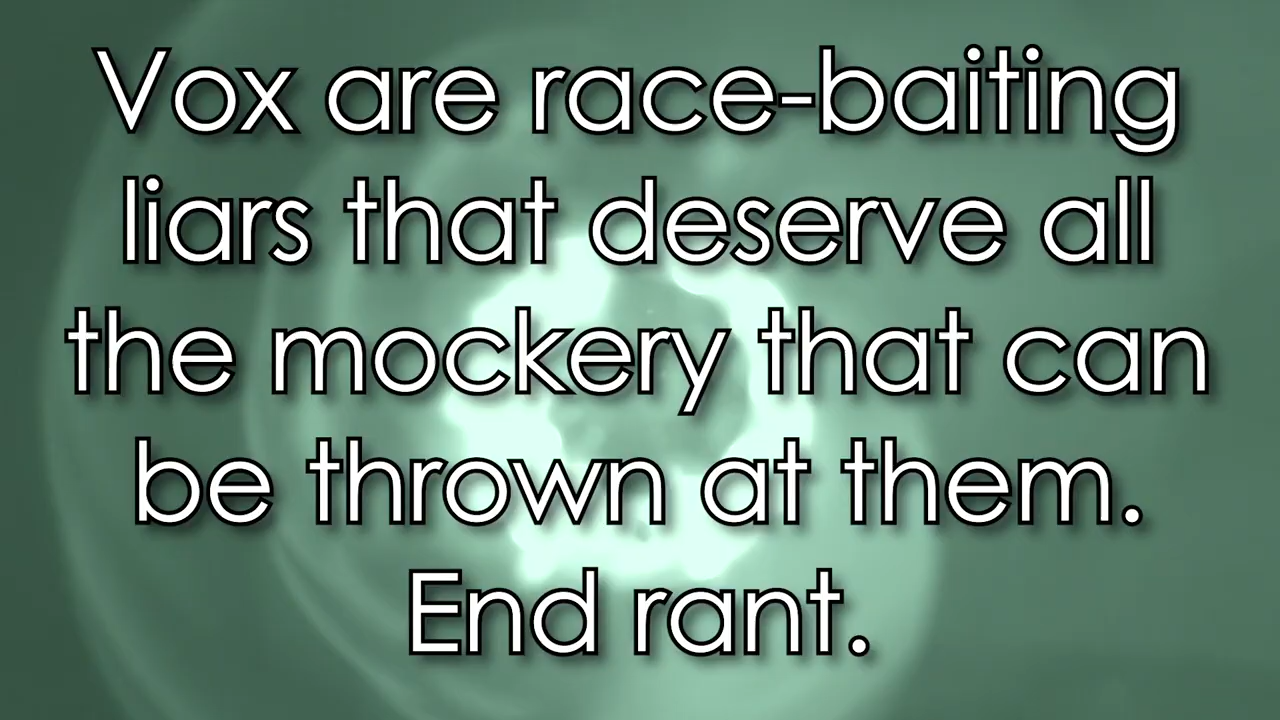 Vox are race-baiting
liars that deserve all
the mockery that can
be thrown at them.
End rant.